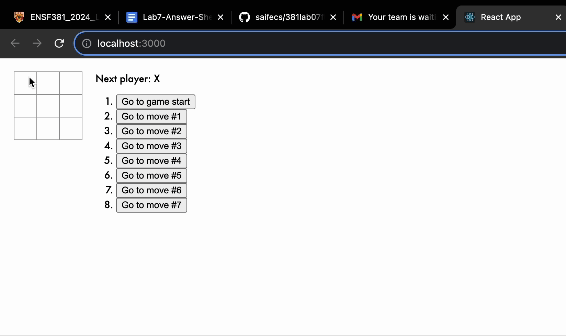 ENSF381_2024_
Lab7-Answer-Sh
saifecs/381lab07
Your team is wait
React App
localhost:3000
Next player: X
1. Go to game start
2. Go to move #1
3. Go to move #2
4. Go to move #3
5. Go to move #4
6. Go to move #5
7. Go to move #6
8. Go to move #7